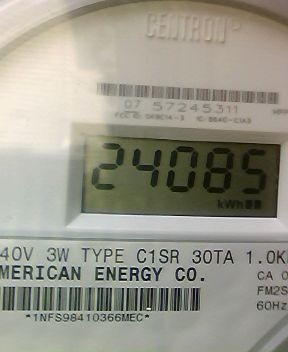 CENTRON®
07 57245311
24085
kWh
40V 3W TYPE C1SR 30TA 1.0K
MERICAN ENERGY CO.
CA 0
FM2S
60Hz
*1NFS98410366MEC*